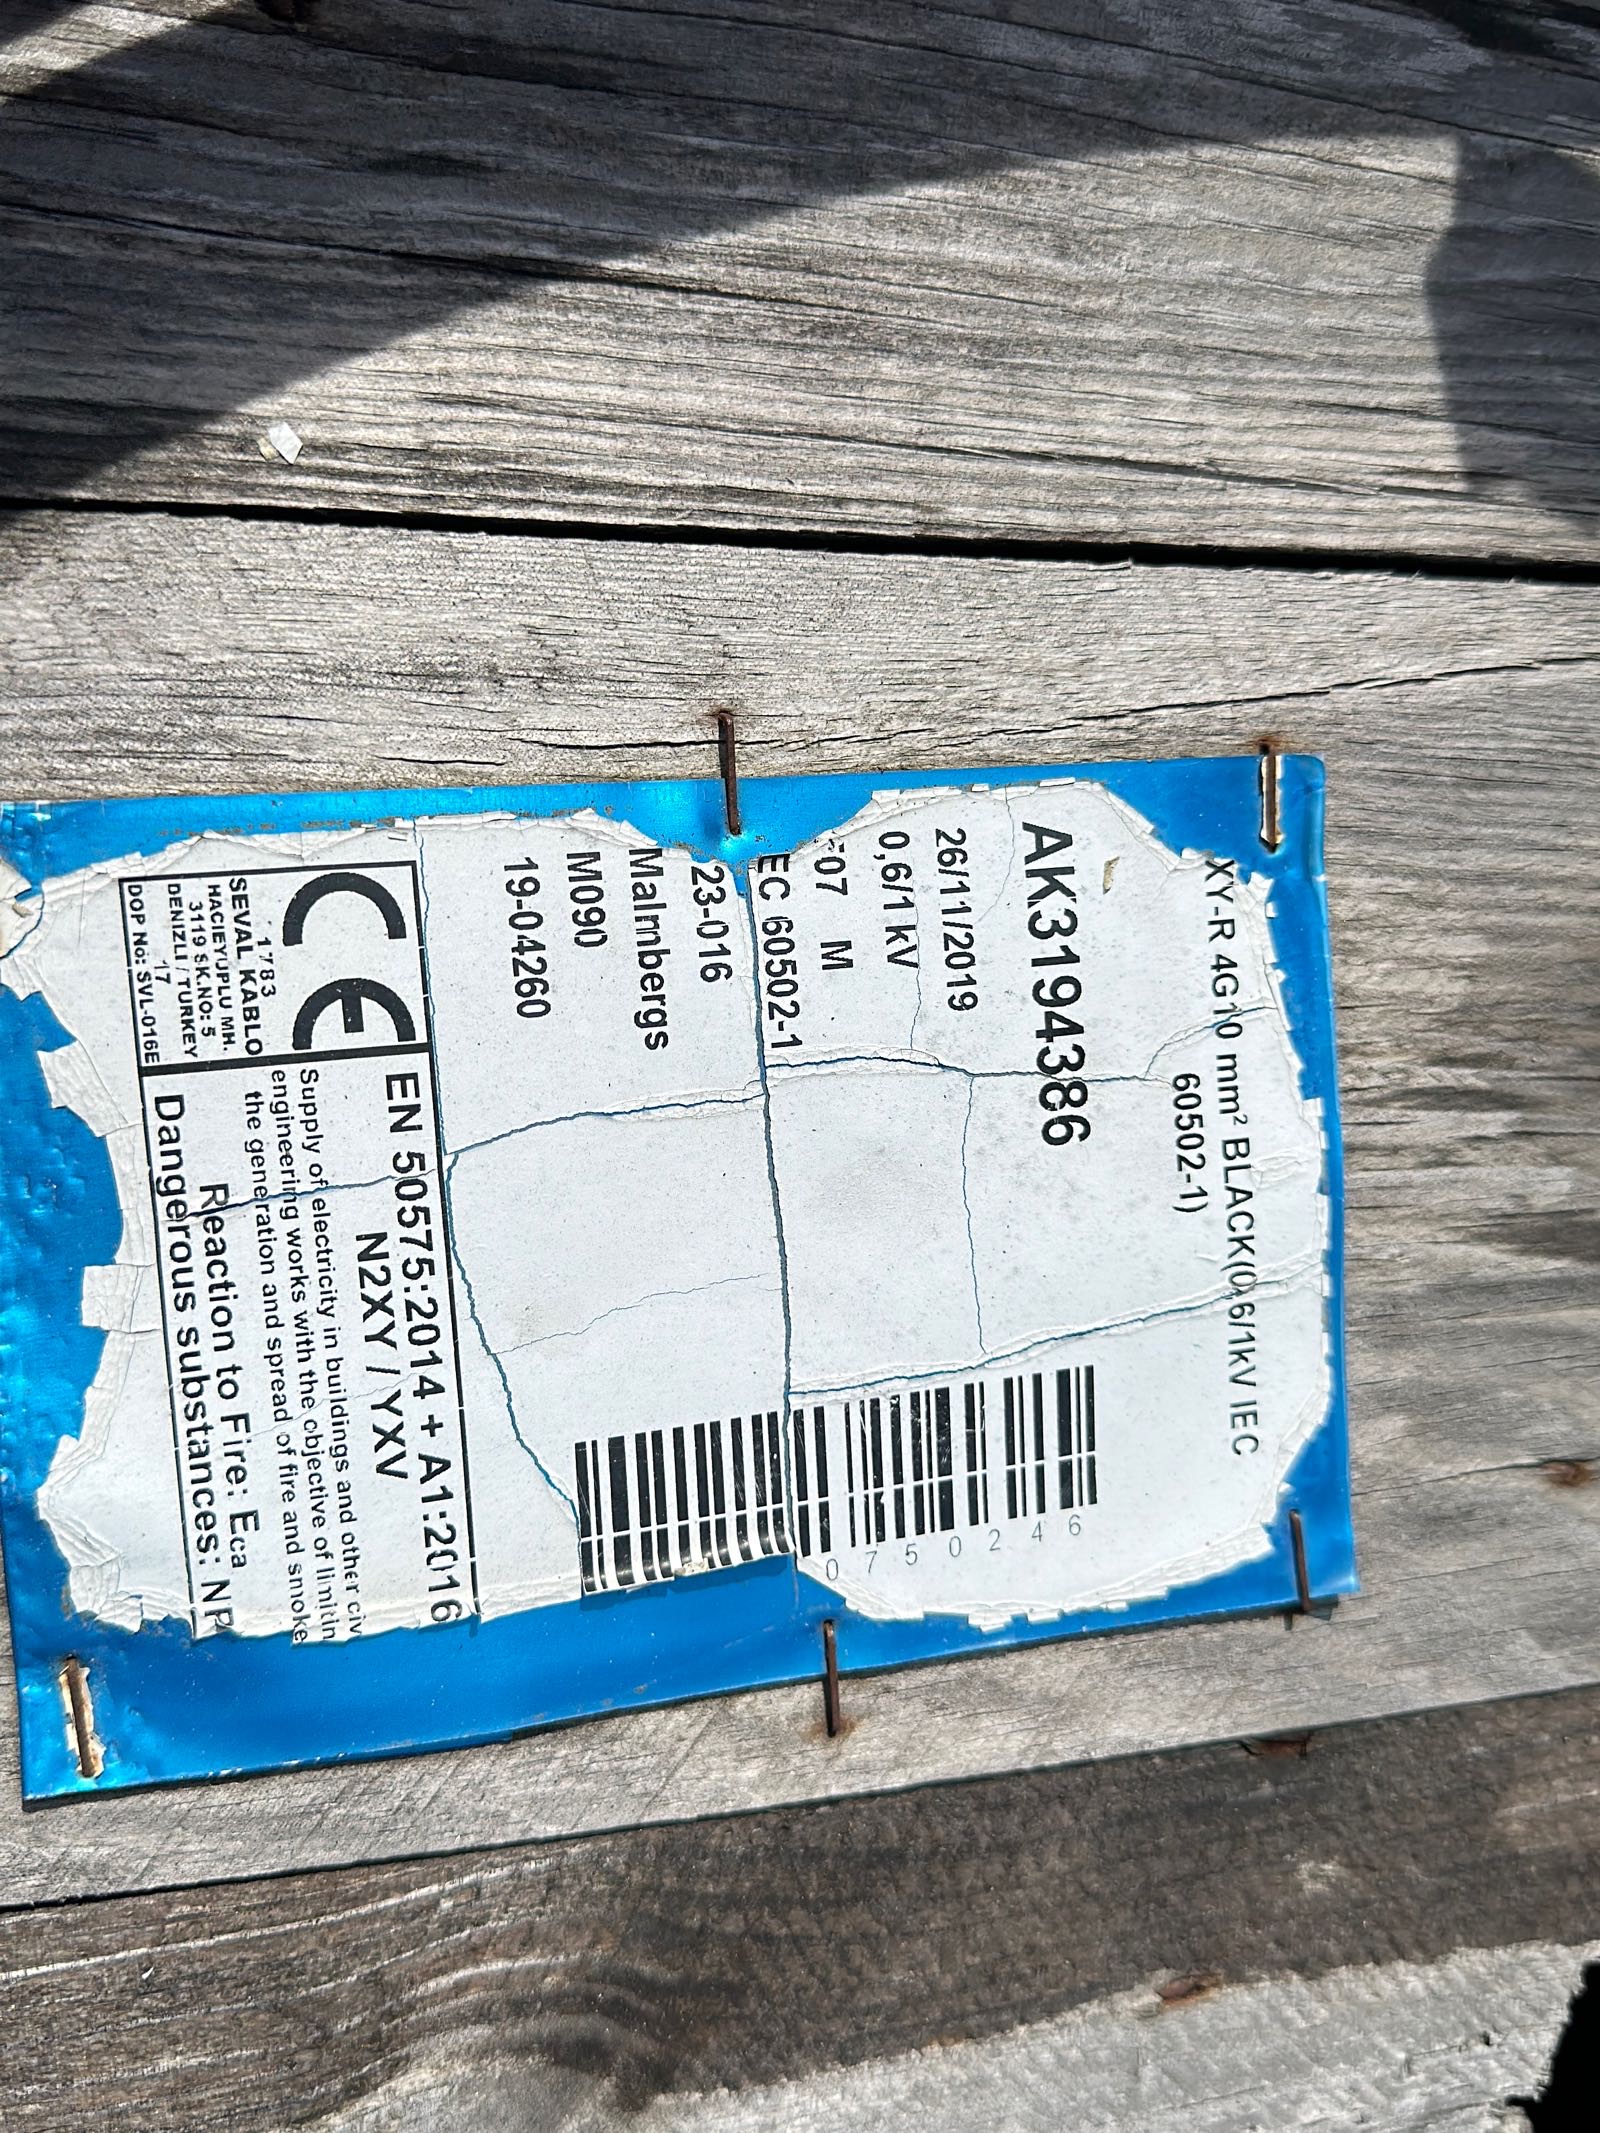 XY-R 4G10 mm² BLACK(0,6/1kV IEC
60502-1)
AK3194386
26/11/2019
0,6/1 kV
07 M
EC 60502-1
23-016
Malmbergs
M090
19-04260
075024 6
CE
1783
SEVAL KABLO
HACIEYUPLU MH.
3119 SK.NO: 5
DENIZLI / TURKEY
17
DOP No: SVL-016E
EN 50575:2014 + A1:2016
N2XY / YXV
Supply of electricity in buildings and other civ
engineering works with the objective of limitin
the generation and spread of fire and smoke
Reaction to Fire: Eca
Dangerous substances: NP